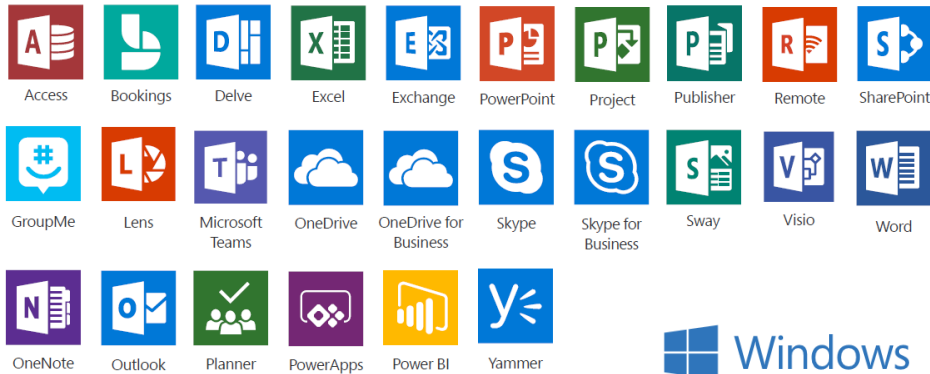 Access Bookings Delve Excel Exchange PowerPoint Project Publisher Remote SharePoint
GroupMe Lens Microsoft Teams OneDrive OneDrive for Business Skype Skype for Business Sway Visio Word
OneNote Outlook Planner PowerApps Power BI Yammer
Windows